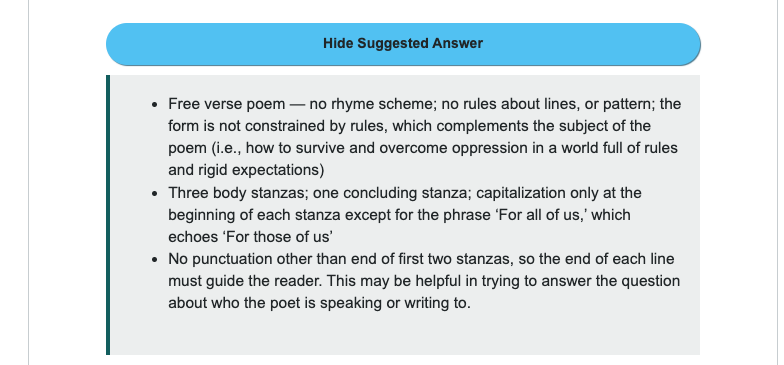 Hide Suggested Answer
• Free verse poem — no rhyme scheme; no rules about lines, or pattern; the
form is not constrained by rules, which complements the subject of the
poem (i.e., how to survive and overcome oppression in a world full of rules
and rigid expectations)
• Three body stanzas; one concluding stanza; capitalization only at the
beginning of each stanza except for the phrase ‘For all of us,’ which
echoes ‘For those of us’
• No punctuation other than end of first two stanzas, so the end of each line
must guide the reader. This may be helpful in trying to answer the question
about who the poet is speaking or writing to.